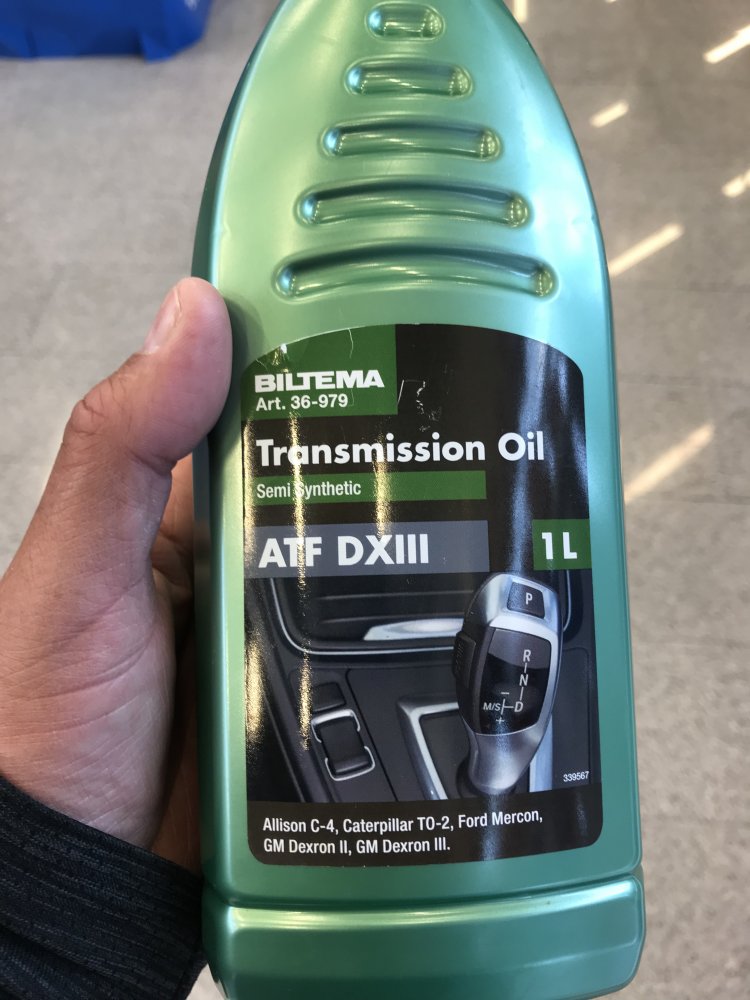 BILTEMA
Art. 36-979
Transmission Oil
Semi Synthetic
ATF DXIII
1 L
P
R
N
M/S
D
+
339567
Allison C-4, Caterpillar TO-2, Ford Mercon,
GM Dexron II, GM Dexron III.